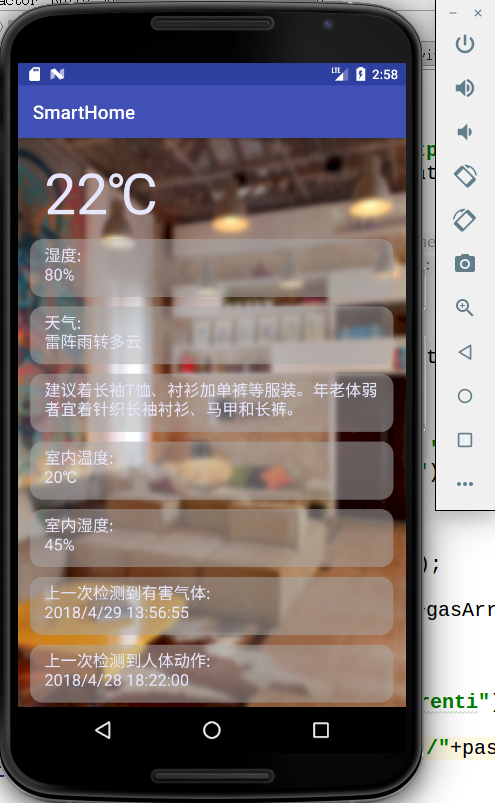 LTE 2:58
SmartHome
22℃
湿度:
80%
天气:
雷阵雨转多云
建议着长袖T恤、衬衫加单裤等服装。年老体弱
者宜着针织长袖衬衫、马甲和长裤。
室内温度:
20℃
室内湿度:
45%
上一次检测到有害气体:
2018/4/29 13:56:55
上一次检测到人体动作:
2018/4/28 18:22:00
);
gasArr
renti")
/"+pas